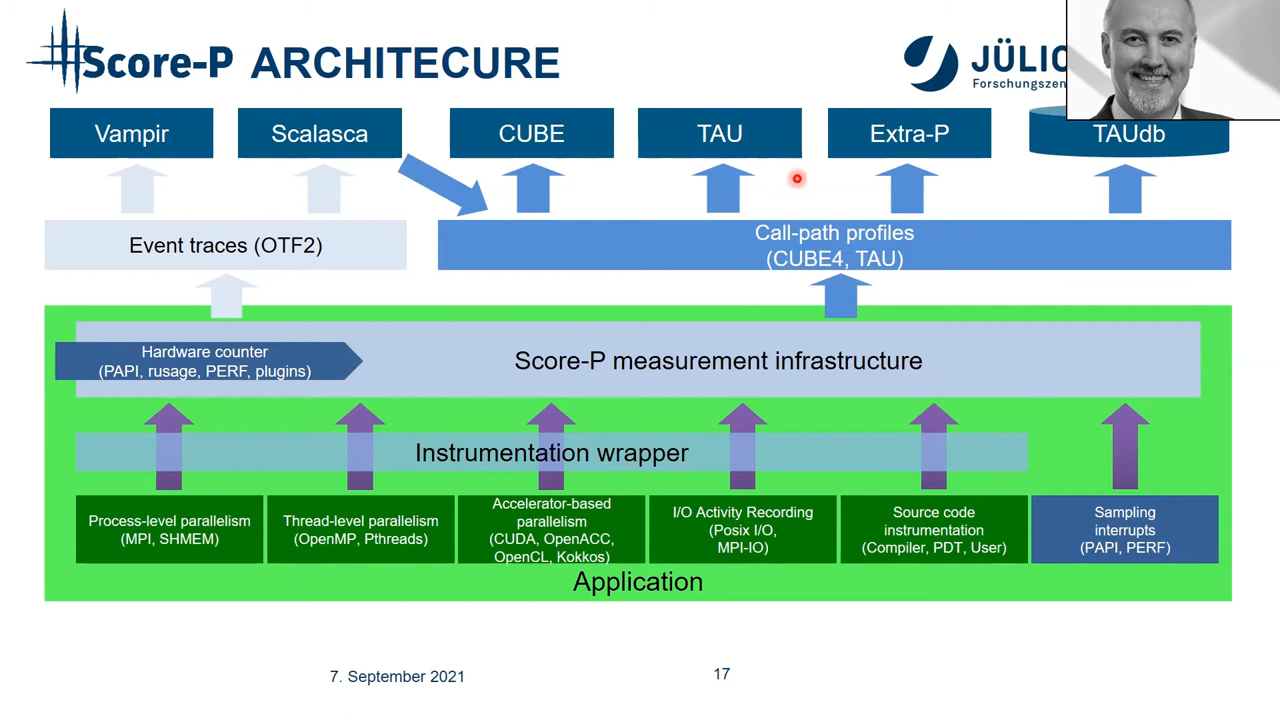 Score-P ARCHITECURE
JÜLIC
Forschungszen
Vampir
Scalasca
CUBE
TAU
Extra-P
TAUdb
Event traces (OTF2)
Call-path profiles
(CUBE4, TAU)
Hardware counter
(PAPI, rusage, PERF, plugins)
Score-P measurement infrastructure
Instrumentation wrapper
Process-level parallelism
(MPI, SHMEM)
Thread-level parallelism
(OpenMP, Pthreads)
Accelerator-based
parallelism
(CUDA, OpenACC,
OpenCL, Kokkos)
I/O Activity Recording
(Posix I/O,
MPI-IO)
Source code
instrumentation
(Compiler, PDT, User)
Sampling
interrupts
(PAPI, PERF)
Application
7. September 2021
17